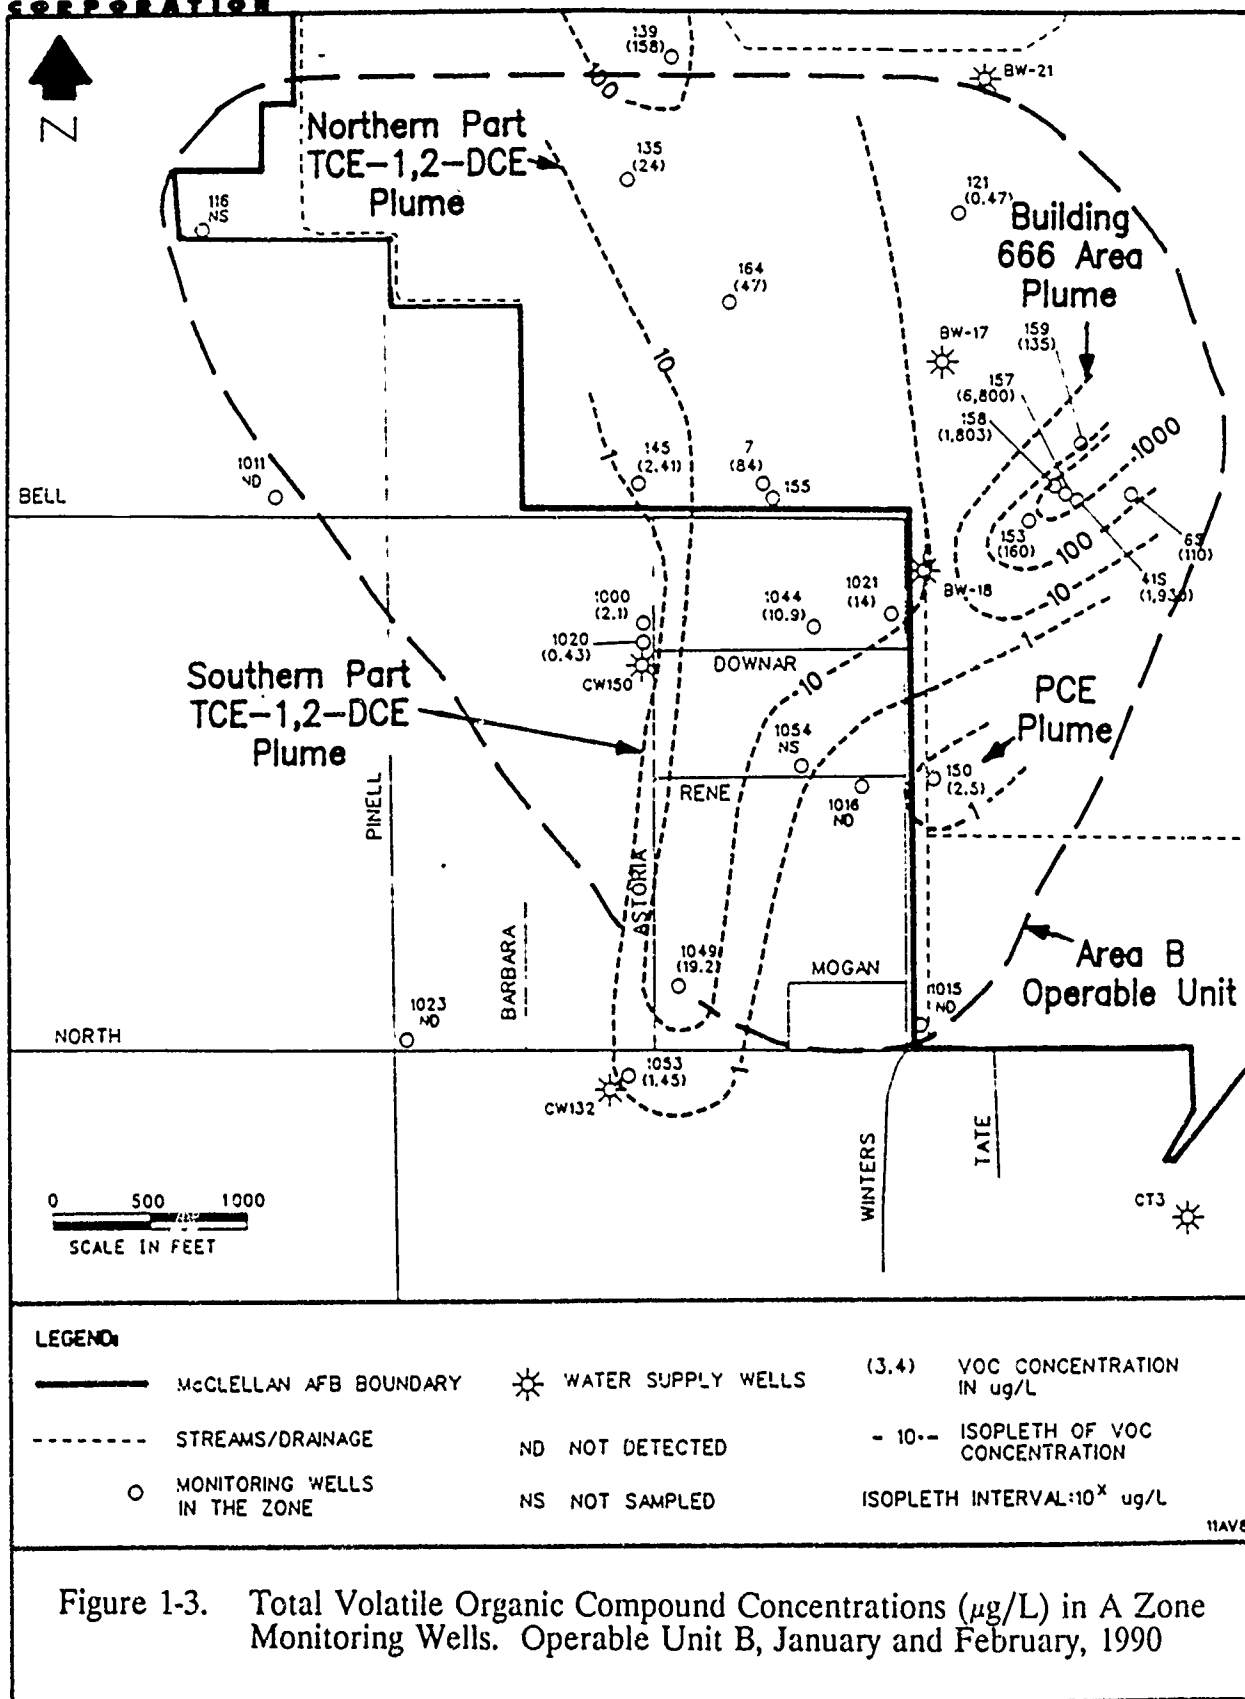 CORPORATION
139
(158)
100
BW-21
Z
Northern Part
TCE-1,2-DCE
Plume
135
(24)
121
(0.47)
116
NS
Building
666 Area
Plume
164
(47)
BW-17
159
(135)
10
157
(6,800)
158
(1,803)
1000
1
145
(2.41)
7
(84)
155
1011
ND
BELL
153
(160)
100
6S
(110)
41S
10
BW-18
1021
(14)
1044
(10.9)
1000
(2.1)
1020
(0.43)
CW150
DOWNAR
1
Southern Part
TCE-1,2-DCE
Plume
10
PCE
Plume
1054
NS
150
(2.5)
RENE
1016
ND
1
PINELL
ASTORIA
BARBARA
1049
(19.2)
MOGAN
Area B
Operable Unit
1015
ND
1023
ND
NORTH
1053
(1.45)
1
CW132
WINTERS
TATE
CT3
0 500 1000
SCALE IN FEET
LEGEND:
McCLELLAN AFB BOUNDARY
WATER SUPPLY WELLS
(3.4) VOC CONCENTRATION
IN ug/L
STREAMS/DRAINAGE
ND NOT DETECTED
- 10-- ISOPLETH OF VOC
CONCENTRATION
MONITORING WELLS
IN THE ZONE
NS NOT SAMPLED
ISOPLETH INTERVAL:10ˣ ug/L
Figure 1-3. Total Volatile Organic Compound Concentrations (µg/L) in A Zone
Monitoring Wells. Operable Unit B, January and February, 1990